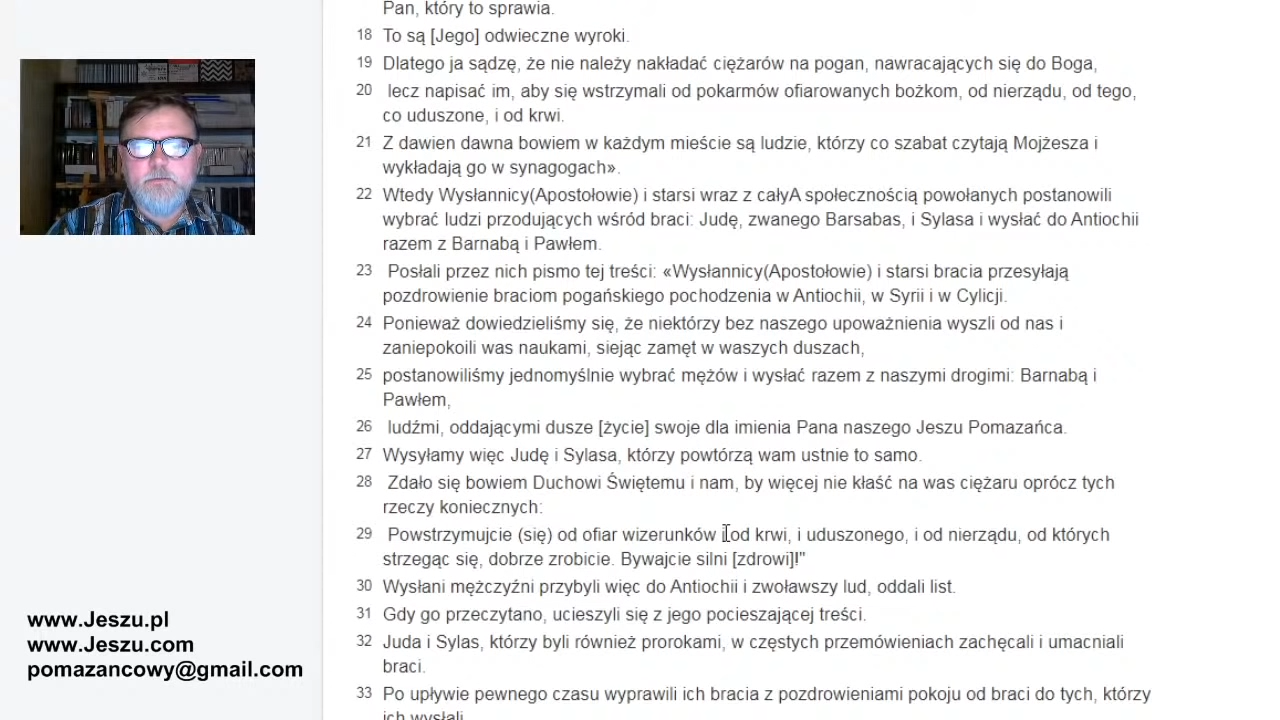 Pan, który to sprawia.
18 To są [Jego] odwieczne wyroki.
19 Dlatego ja sądzę, że nie należy nakładać ciężarów na pogan, nawracających się do Boga,
20 lecz napisać im, aby się wstrzymali od pokarmów ofiarowanych bożkom, od nierządu, od tego,
co uduszone, i od krwi.
21 Z dawien dawna bowiem w każdym mieście są ludzie, którzy co szabat czytają Mojżesza i
wykładają go w synagogach».
22 Wtedy Wysłannicy(Apostołowie) i starsi wraz z całyA społecznością powołanych postanowili
wybrać ludzi przodujących wśród braci: Judę, zwanego Barsabas, i Sylasa i wysłać do Antiochii
razem z Barnabą i Pawłem.
23 Posłali przez nich pismo tej treści: «Wysłannicy(Apostołowie) i starsi bracia przesyłają
pozdrowienie braciom pogańskiego pochodzenia w Antiochii, w Syrii i w Cylicji.
24 Ponieważ dowiedzieliśmy się, że niektórzy bez naszego upoważnienia wyszli od nas i
zaniepokoili was naukami, siejąc zamęt w waszych duszach,
25 postanowiliśmy jednomyślnie wybrać mężów i wysłać razem z naszymi drogimi: Barnabą i
Pawłem,
26 ludźmi, oddającymi dusze [życie] swoje dla imienia Pana naszego Jeszu Pomazańca.
27 Wysyłamy więc Judę i Sylasa, którzy powtórzą wam ustnie to samo.
28 Zdało się bowiem Duchowi Świętemu i nam, by więcej nie kłaść na was ciężaru oprócz tych
rzeczy koniecznych:
29 Powstrzymujcie (się) od ofiar wizerunków i od krwi, i uduszonego, i od nierządu, od których
strzegąc się, dobrze zrobicie. Bywajcie silni [zdrowi]!"
30 Wysłani mężczyźni przybyli więc do Antiochii i zwoławszy lud, oddali list.
31 Gdy go przeczytano, ucieszyli się z jego pocieszającej treści.
32 Juda i Sylas, którzy byli również prorokami, w częstych przemówieniach zachęcali i umacniali
braci.
33 Po upływie pewnego czasu wyprawili ich bracia z pozdrowieniami pokoju od braci do tych, którzy
ich wysłali.
www.Jeszu.pl
www.Jeszu.com
pomazancowy@gmail.com